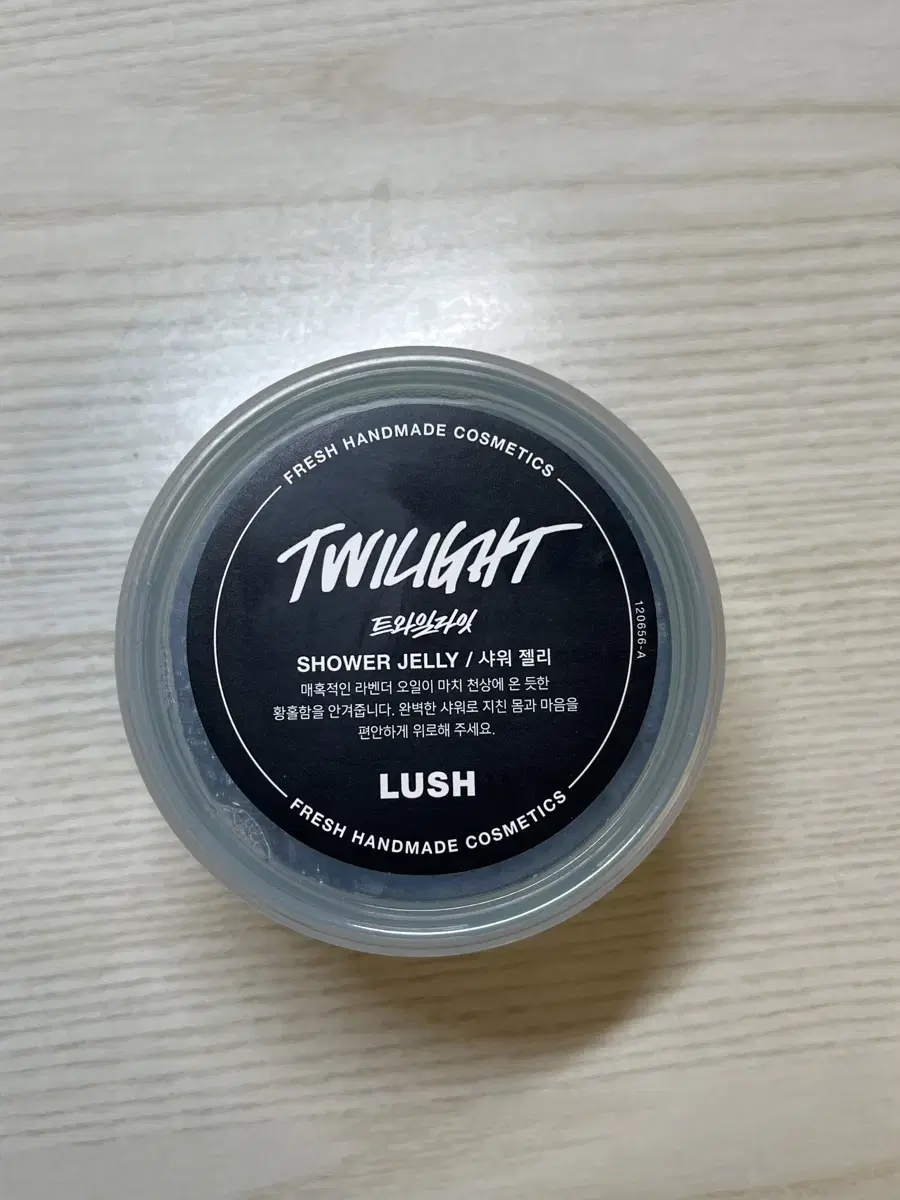 FRESH HANDMADE COSMETICS
TWILIGHT
트와일라잇
SHOWER JELLY / 샤워 젤리
매혹적인 라벤더 오일이 마치 천상에 온 듯한
황홀함을 안겨줍니다. 완벽한 샤워로 지친 몸과 마음을
편안하게 위로해 주세요.
LUSH
FRESH HANDMADE COSMETICS
120656-A